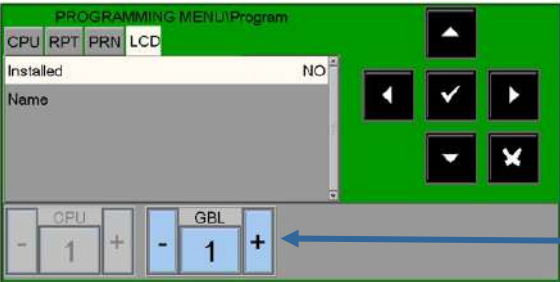 PROGRAMMING MENU\Program
CPU RPT PRN LCD
Installed NO
Name
CPU GBL
- 1 + - 1 +